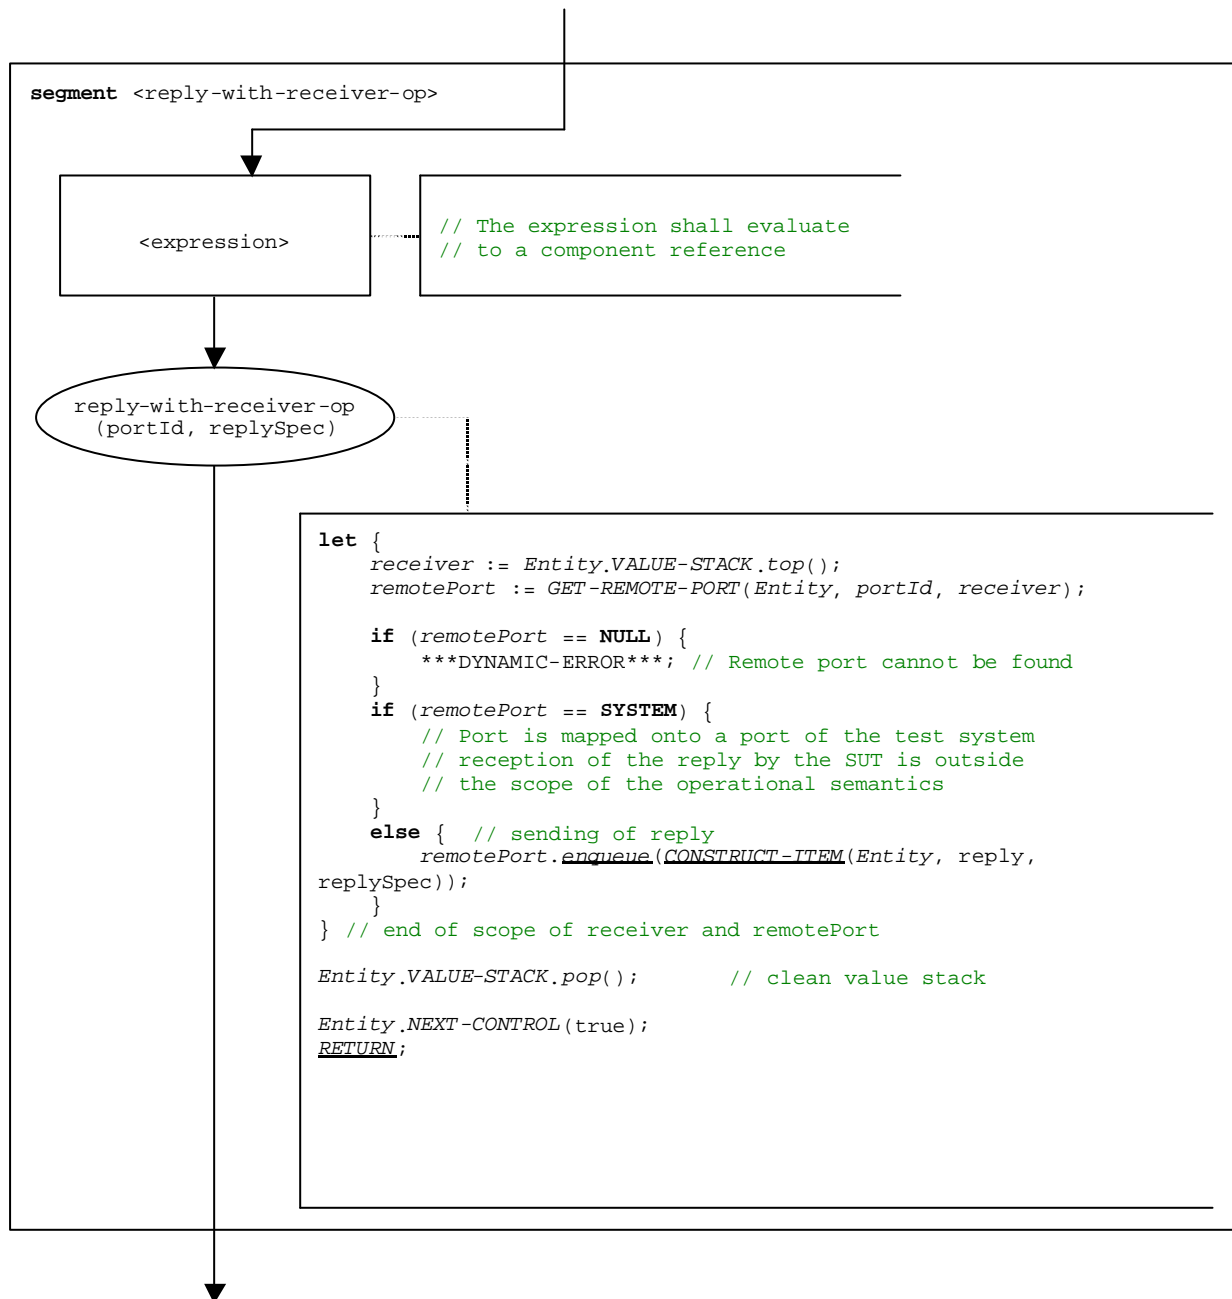 segment <reply-with-receiver-op>
<expression>
// The expression shall evaluate
// to a component reference
reply-with-receiver-op
(portId, replySpec)
let {
receiver := Entity.VALUE-STACK.top();
remotePort := GET-REMOTE-PORT(Entity, portId, receiver);
if (remotePort == NULL) {
***DYNAMIC-ERROR***; // Remote port cannot be found
}
if (remotePort == SYSTEM) {
// Port is mapped onto a port of the test system
// reception of the reply by the SUT is outside
// the scope of the operational semantics
}
else { // sending of reply
remotePort.enqueue(CONSTRUCT-ITEM(Entity, reply,
replySpec));
}
} // end of scope of receiver and remotePort
Entity.VALUE-STACK.pop(); // clean value stack
Entity.NEXT-CONTROL(true);
RETURN;